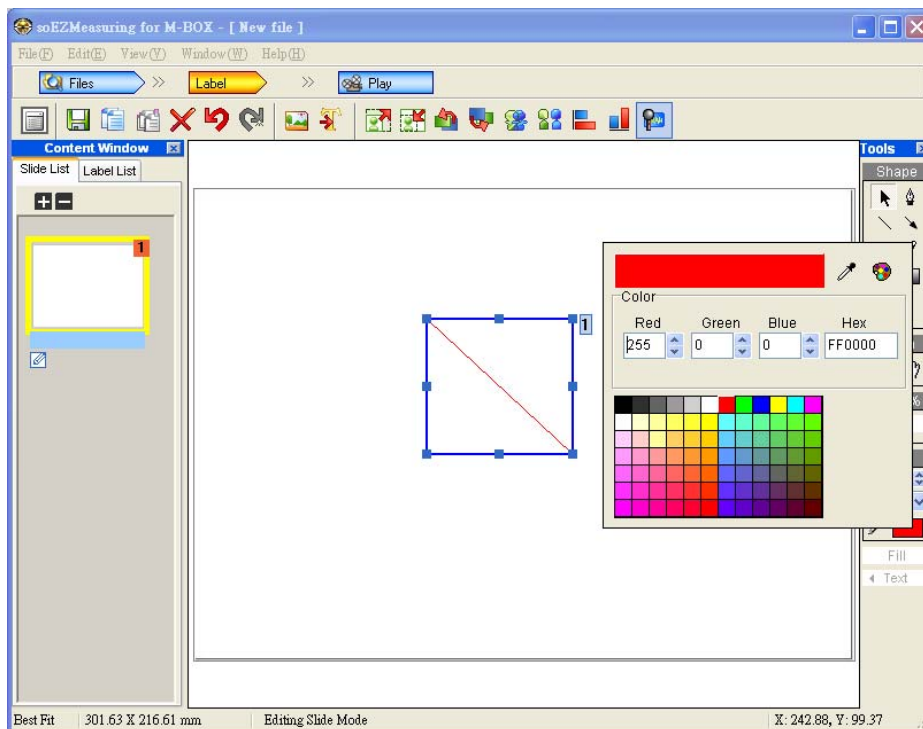 soEZMeasuring for M-BOX - [ New file ]
File(F) Edit(E) View(V) Window(W) Help(H)
Files >> Label >> Play
Content Window
Tools
Slide List Label List
Shape
1
1
Color
Red Green Blue Hex
255 0 0 FF0000
%
Fill
Text
Best Fit 301.63 X 216.61 mm Editing Slide Mode X: 242.88, Y: 99.37